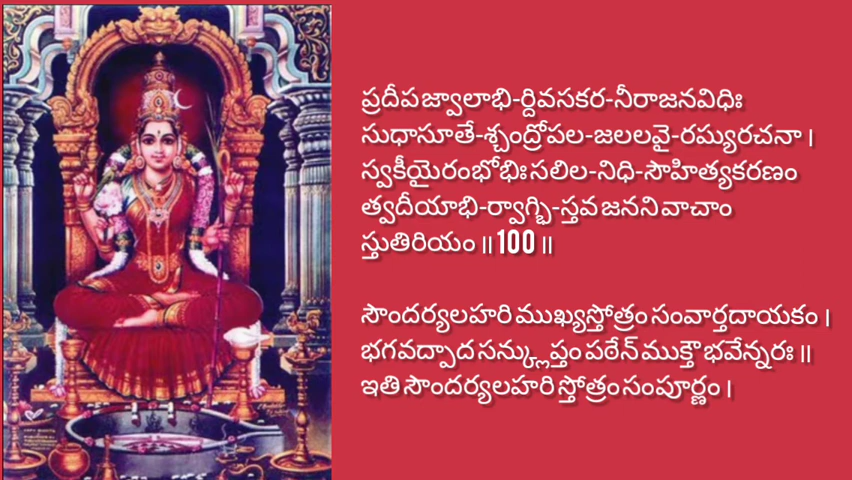 ప్రదీప జ్వాలాభి-ర్దివసకర-నీరాజనవిధిః
సుధాసూతే-శ్చంద్రోపల-జలలవై-రఘ్యరచనా ।
స్వకీయైరంభోభిః సలిల-నిధి-సౌహిత్యకరణం
త్వదీయాభి-ర్వాగ్భి-స్తవ జనని వాచాం
స్తుతిరియం ॥ 100 ॥
సౌందర్యలహరి ముఖ్యస్తోత్రం సంవార్తదాయకం ।
భగవద్పాద సన్క్లుప్తం పఠేన్ ముక్తౌ భవేన్నరః ॥
ఇతి సౌందర్యలహరి స్తోత్రం సంపూర్ణం ।